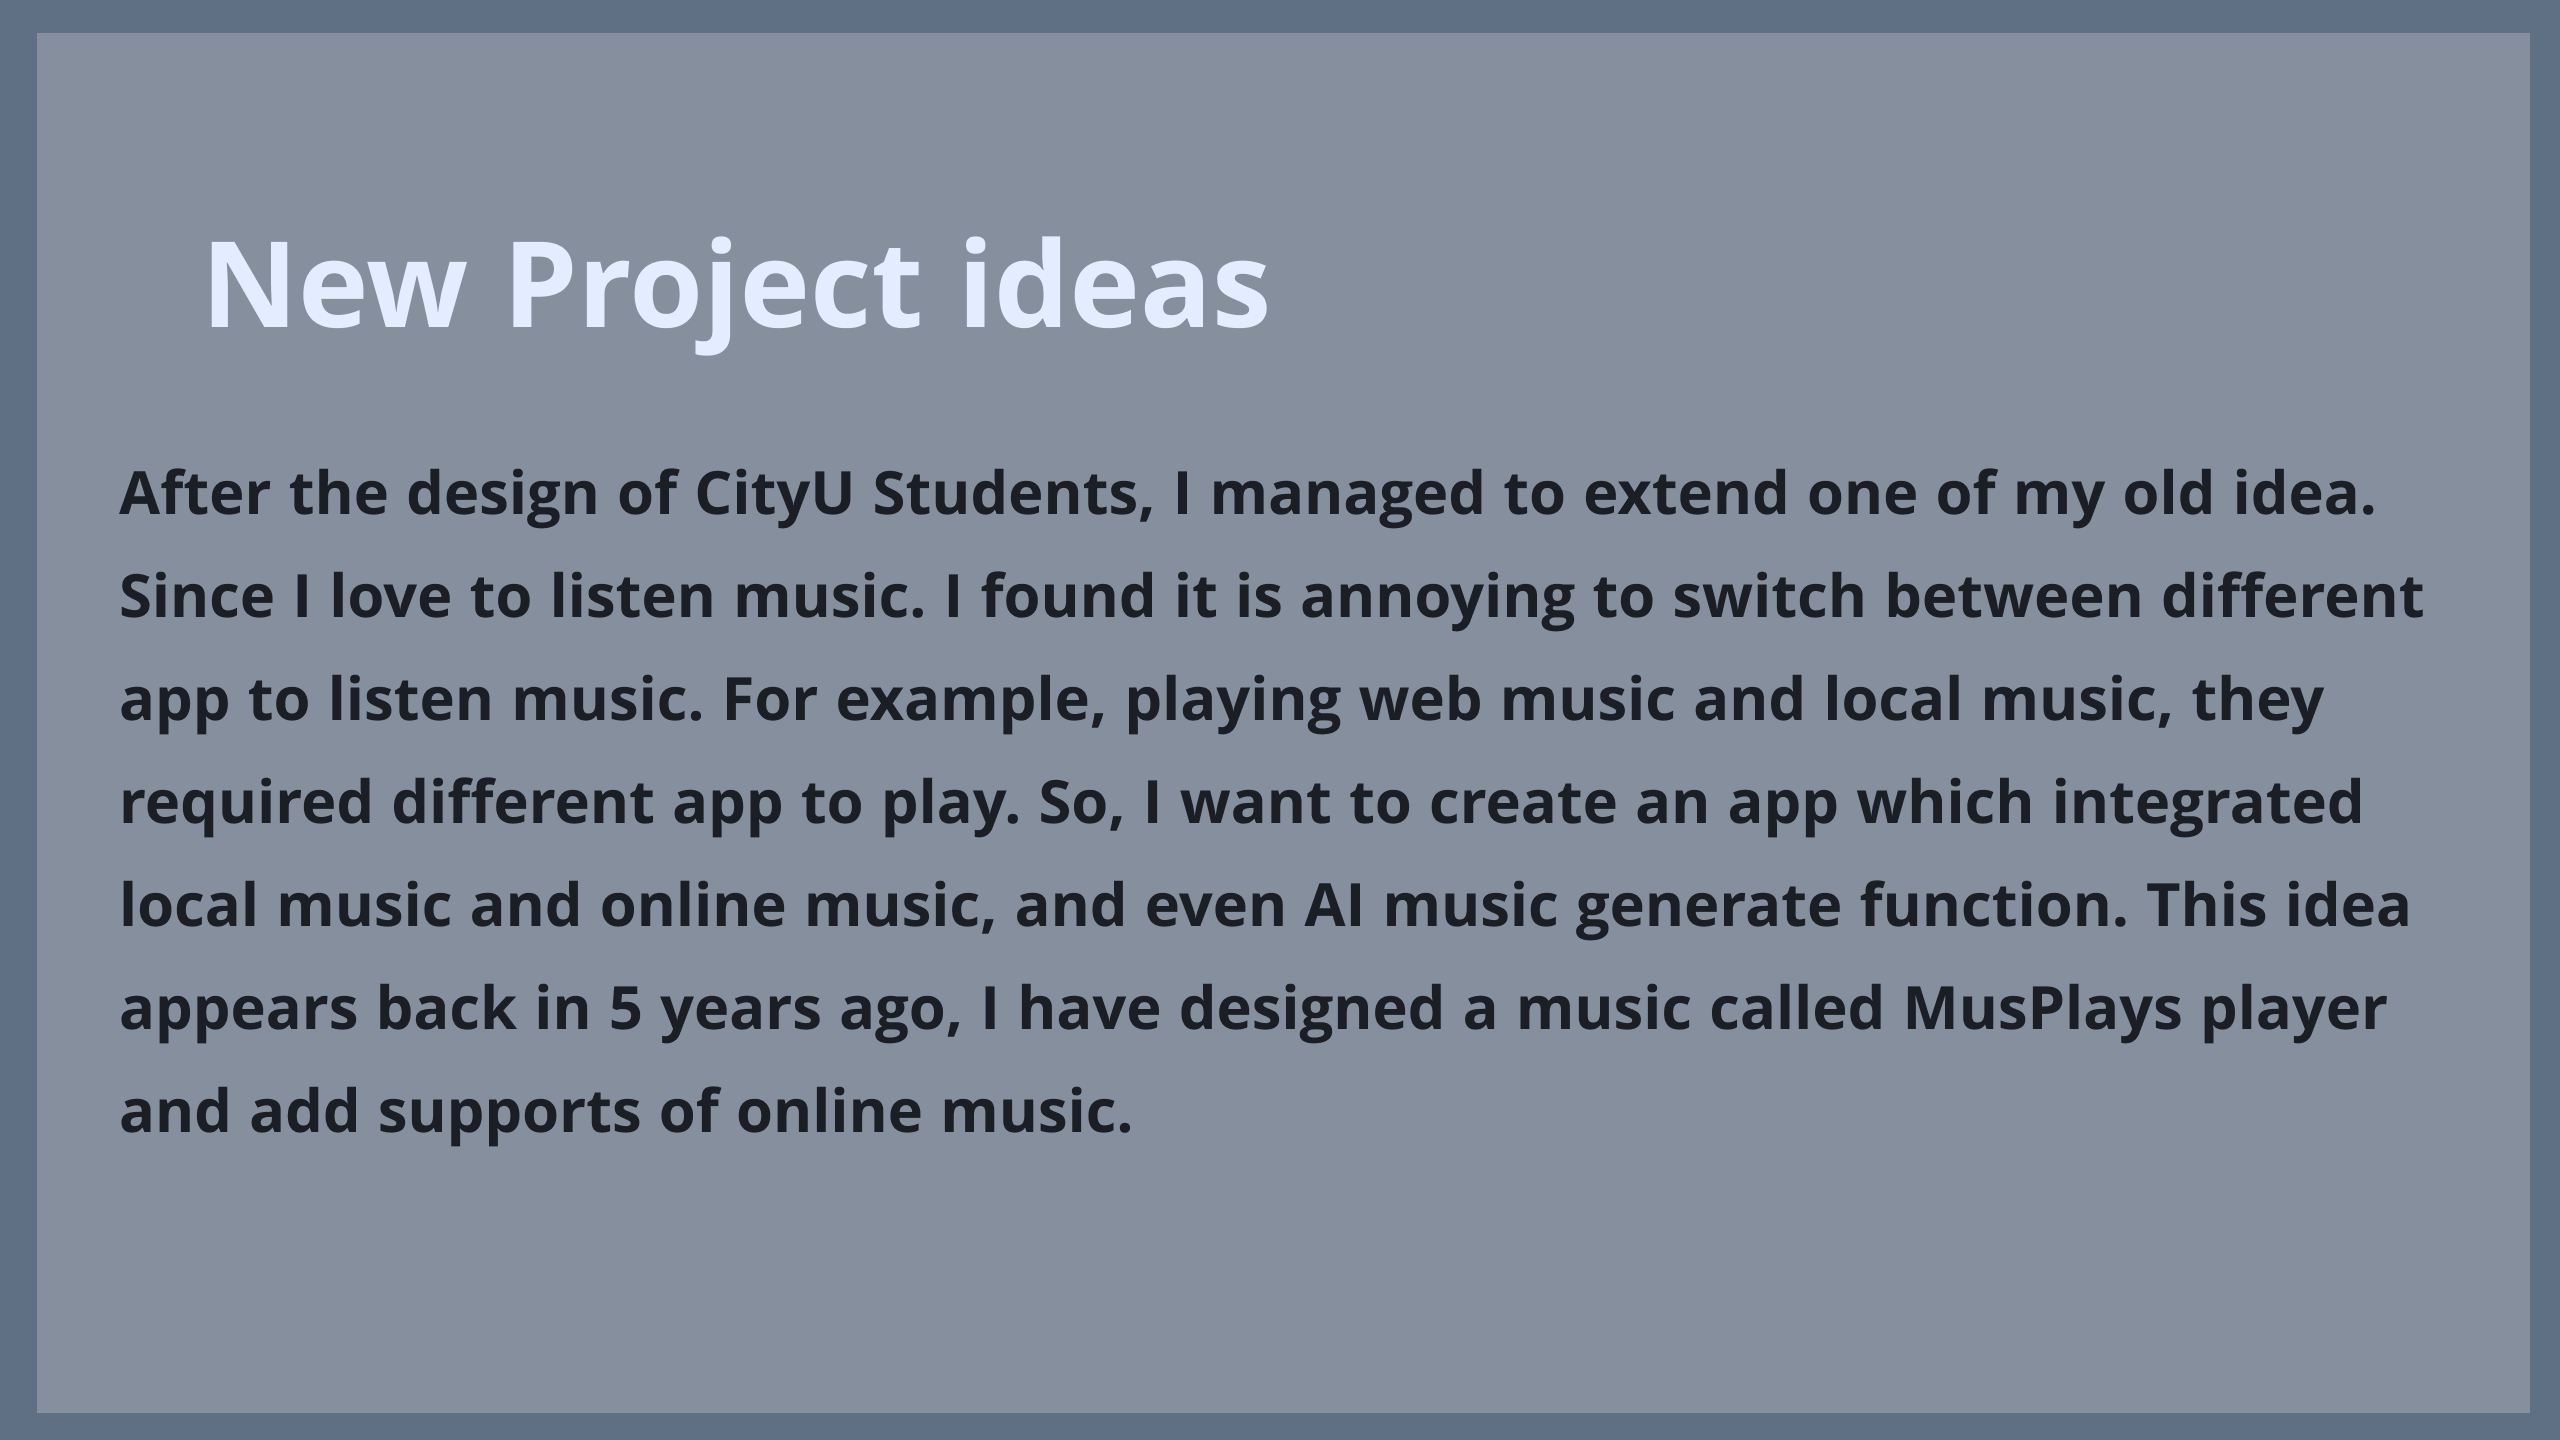 New Project ideas
After the design of CityU Students, I managed to extend one of my old idea.
Since I love to listen music. I found it is annoying to switch between different
app to listen music. For example, playing web music and local music, they
required different app to play. So, I want to create an app which integrated
local music and online music, and even AI music generate function. This idea
appears back in 5 years ago, I have designed a music called MusPlays player
and add supports of online music.